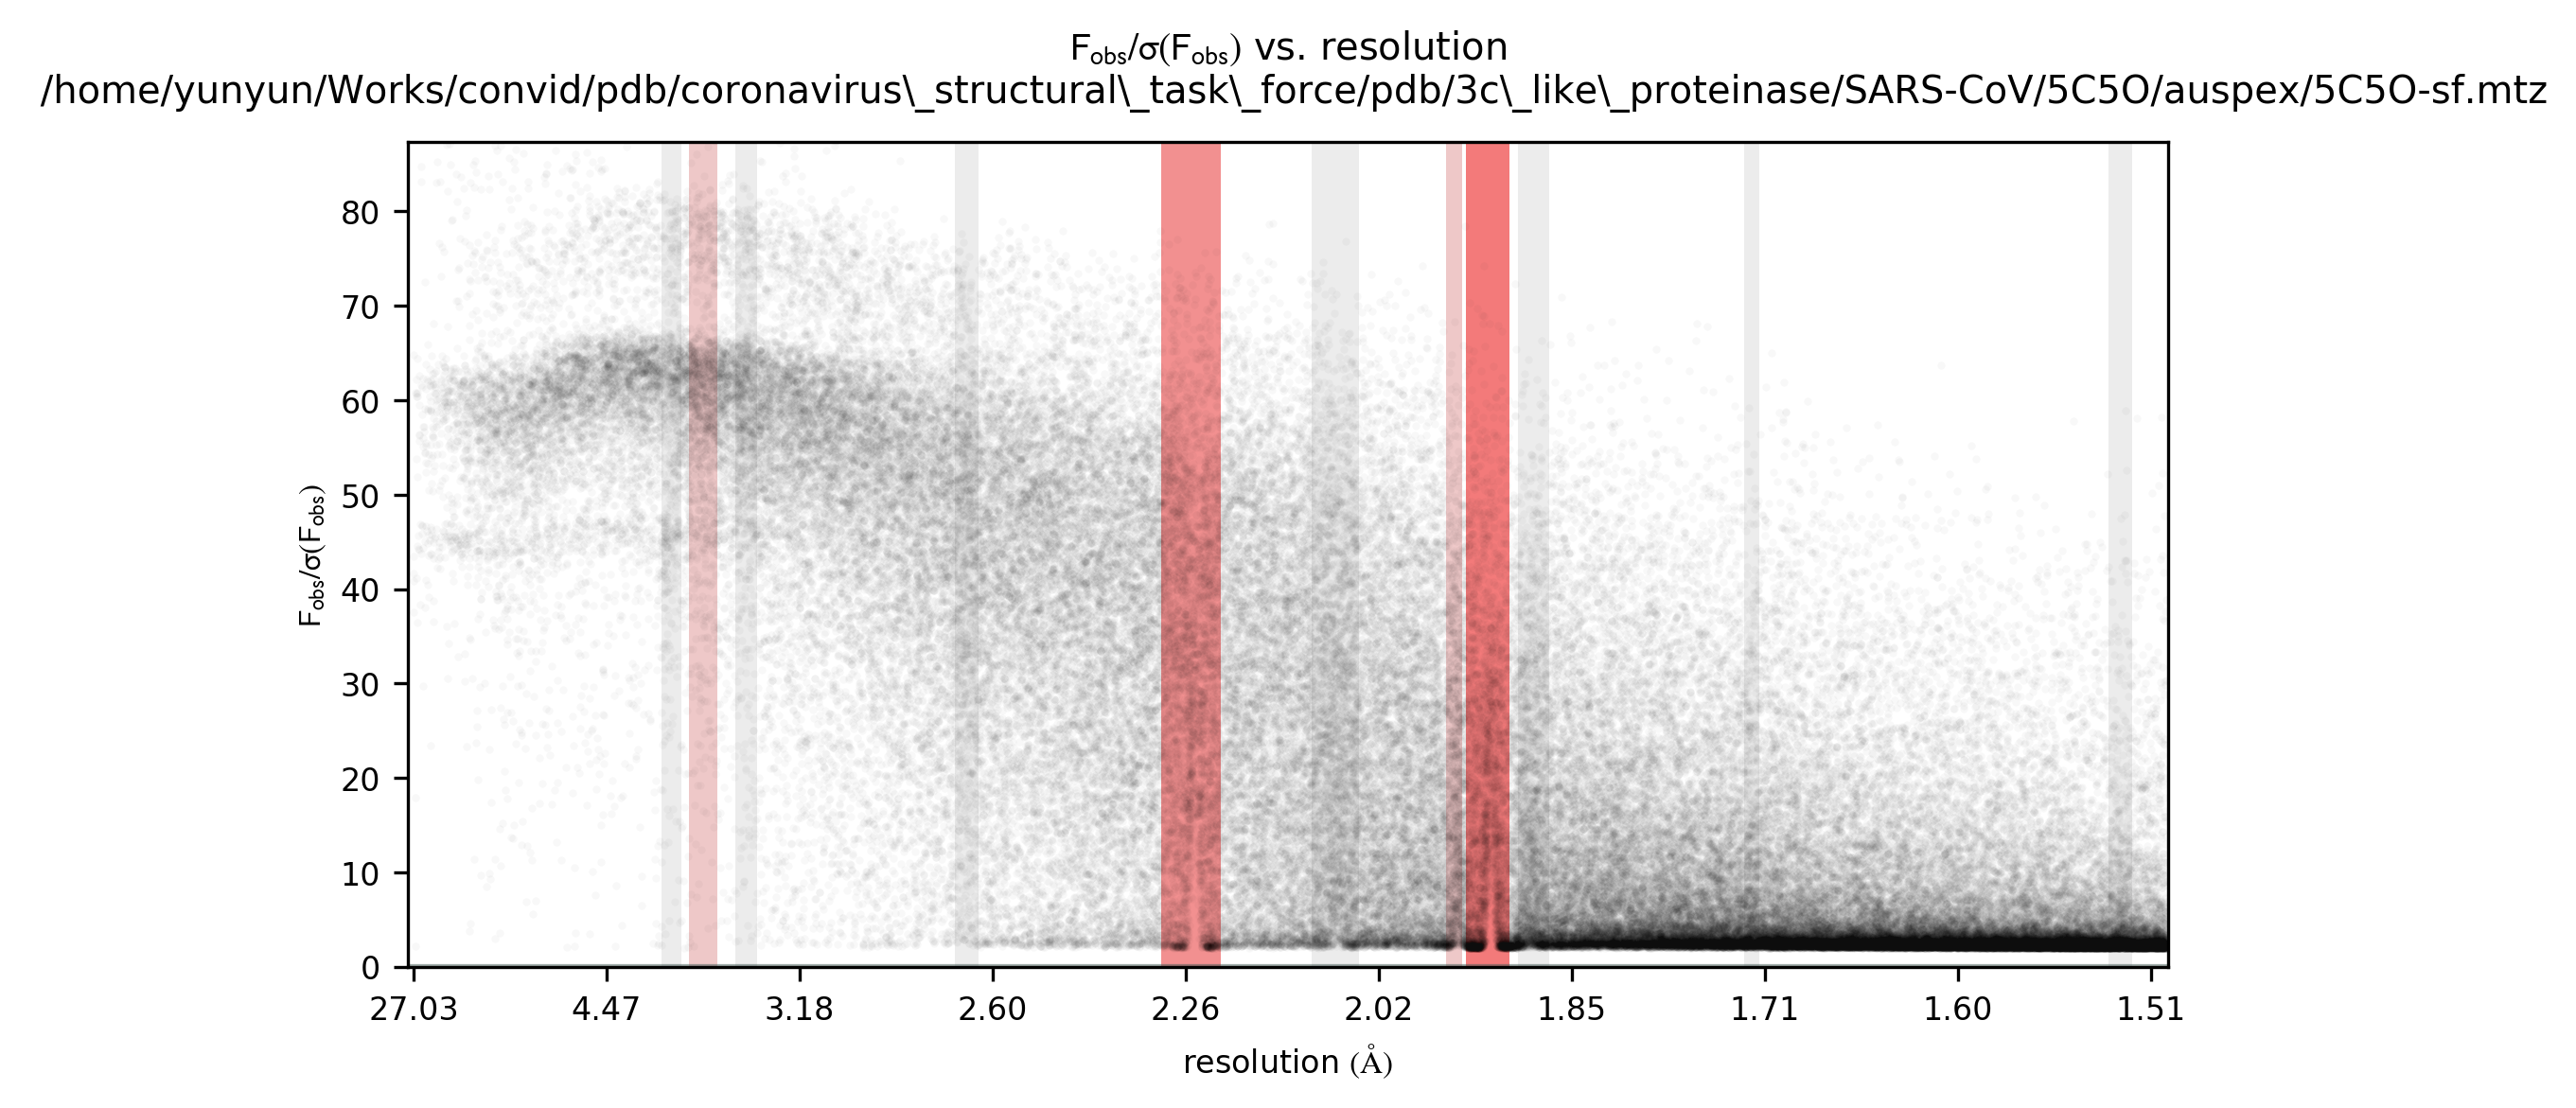 Fobs/σ(Fobs) vs. resolution
/home/yunyun/Works/convid/pdb/coronavirus\_structural\_task\_force/pdb/3c\_like\_proteinase/SARS-CoV/5C5O/auspex/5C5O-sf.mtz
Fobs/σ(Fobs)
80
70
60
50
40
30
20
10
0
27.03 4.47 3.18 2.60 2.26 2.02 1.85 1.71 1.60 1.51
resolution (Å)